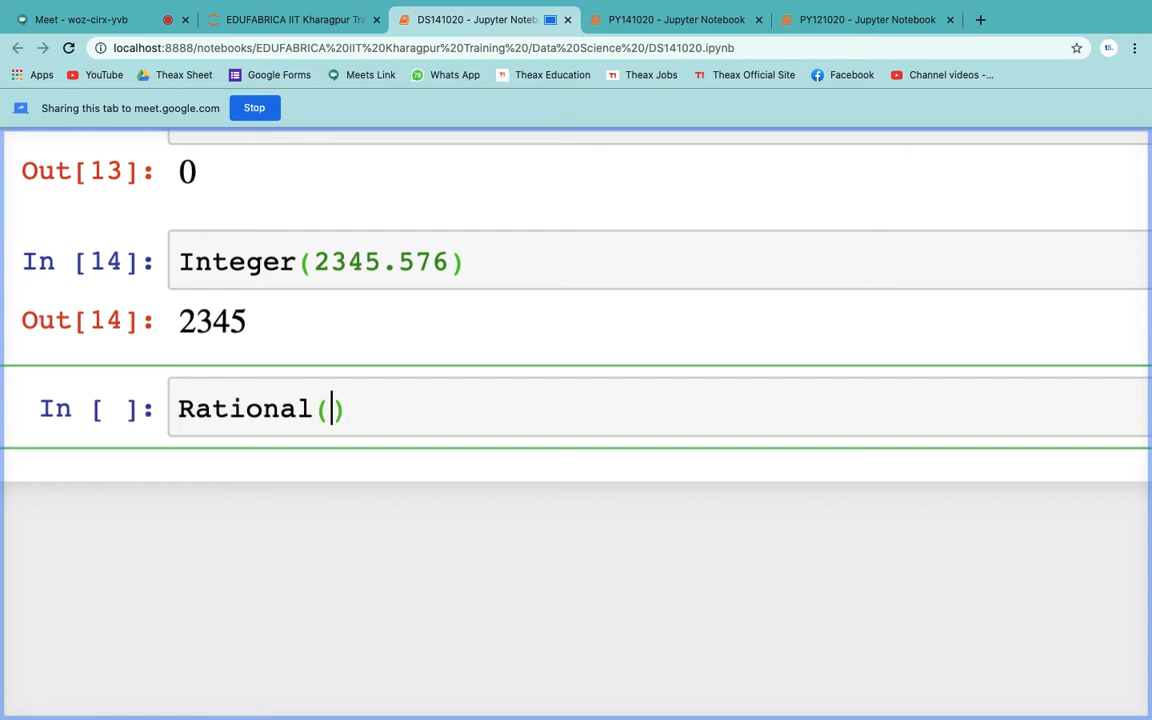 Meet - woz-cirx-yvb
EDUFABRICA IIT Kharagpur Tra
DS141020 - Jupyter Noteb
PY141020 - Jupyter Notebook
PY121020 - Jupyter Notebook
localhost:8888/notebooks/EDUFABRICA%20IIT%20Kharagpur%20Training%20/Data%20Science%20/DS141020.ipynb
Apps YouTube Theax Sheet Google Forms Meets Link Whats App Theax Education Theax Jobs Theax Official Site Facebook Channel videos -...
Sharing this tab to meet.google.com Stop
Out[13]: 0
In [14]: Integer(2345.576)
Out[14]: 2345
In [ ]: Rational()